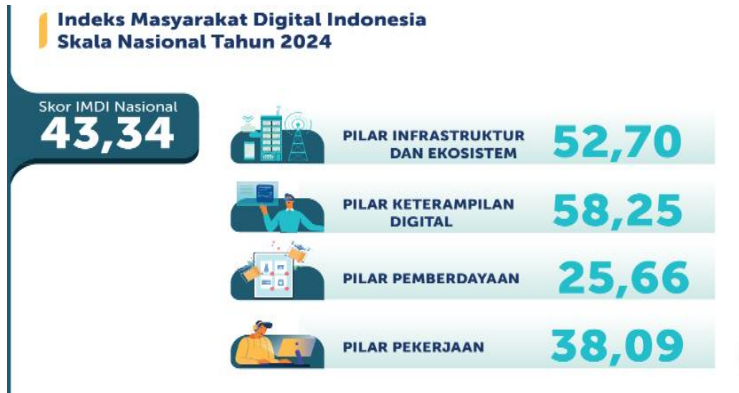 Indeks Masyarakat Digital Indonesia
Skala Nasional Tahun 2024
Skor IMDI Nasional
43,34
PILAR INFRASTRUKTUR
DAN EKOSISTEM
52,70
PILAR KETERAMPILAN
DIGITAL
58,25
PILAR PEMBERDAYAAN
25,66
PILAR PEKERJAAN
38,09